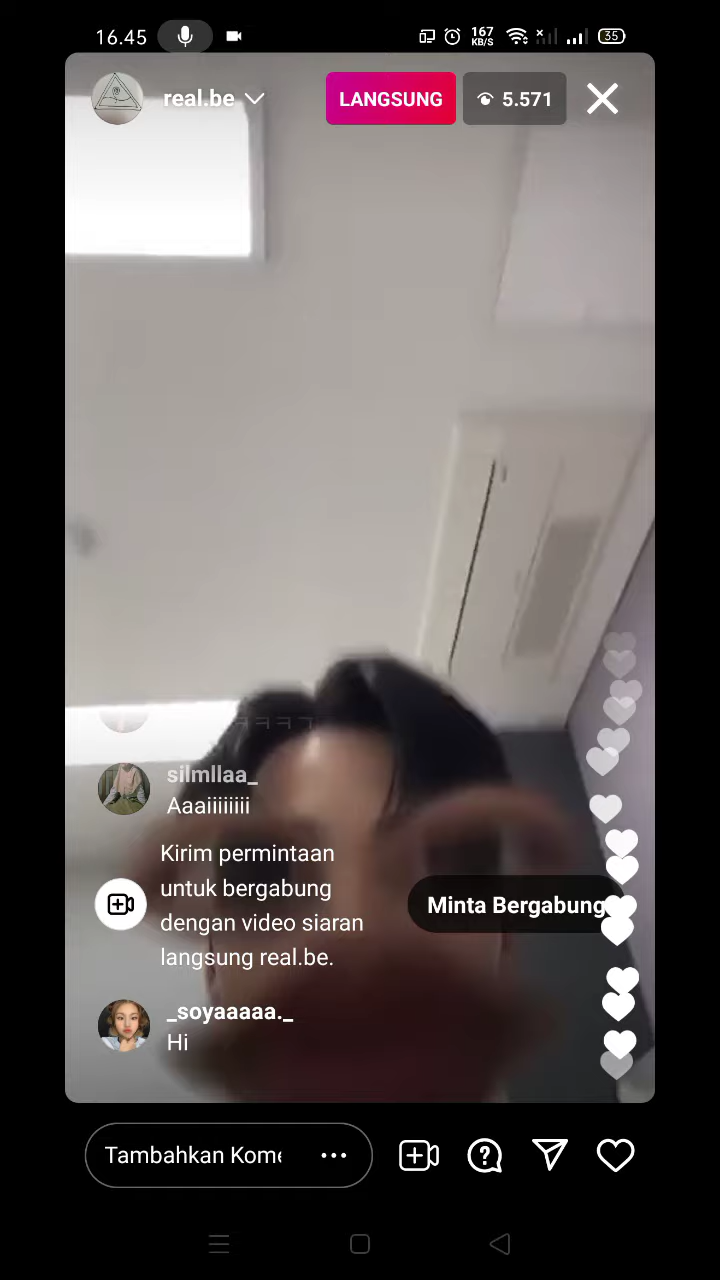 16.45
167
KB/S
35
real.be
LANGSUNG
5.571
ㅋㅋㅋㄱ
silmllaa_
Aaaiiiiiiii
Kirim permintaan
untuk bergabung
dengan video siaran
langsung real.be.
Minta Bergabung
_soyaaaaa._
Hi
Tambahkan Kome